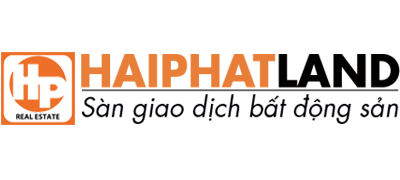 HP
REAL ESTATE
HAIPHATLAND
Sàn giao dịch bất động sản